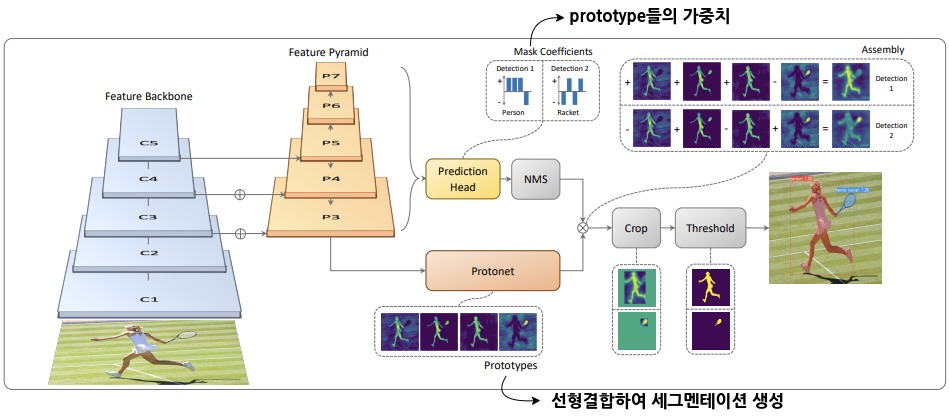 prototype들의 가중치
Feature Backbone
C5
C4
C3
C2
C1
Feature Pyramid
P7
P6
P5
P4
P3
Mask Coefficients
Detection 1
Detection 2
+
-
+
-
Person
Racket
Prediction
Head
NMS
Protonet
Prototypes
Assembly
+ + + - = Detection
1
- + - + = Detection
2
Crop
Threshold
선형결합하여 세그멘테이션 생성